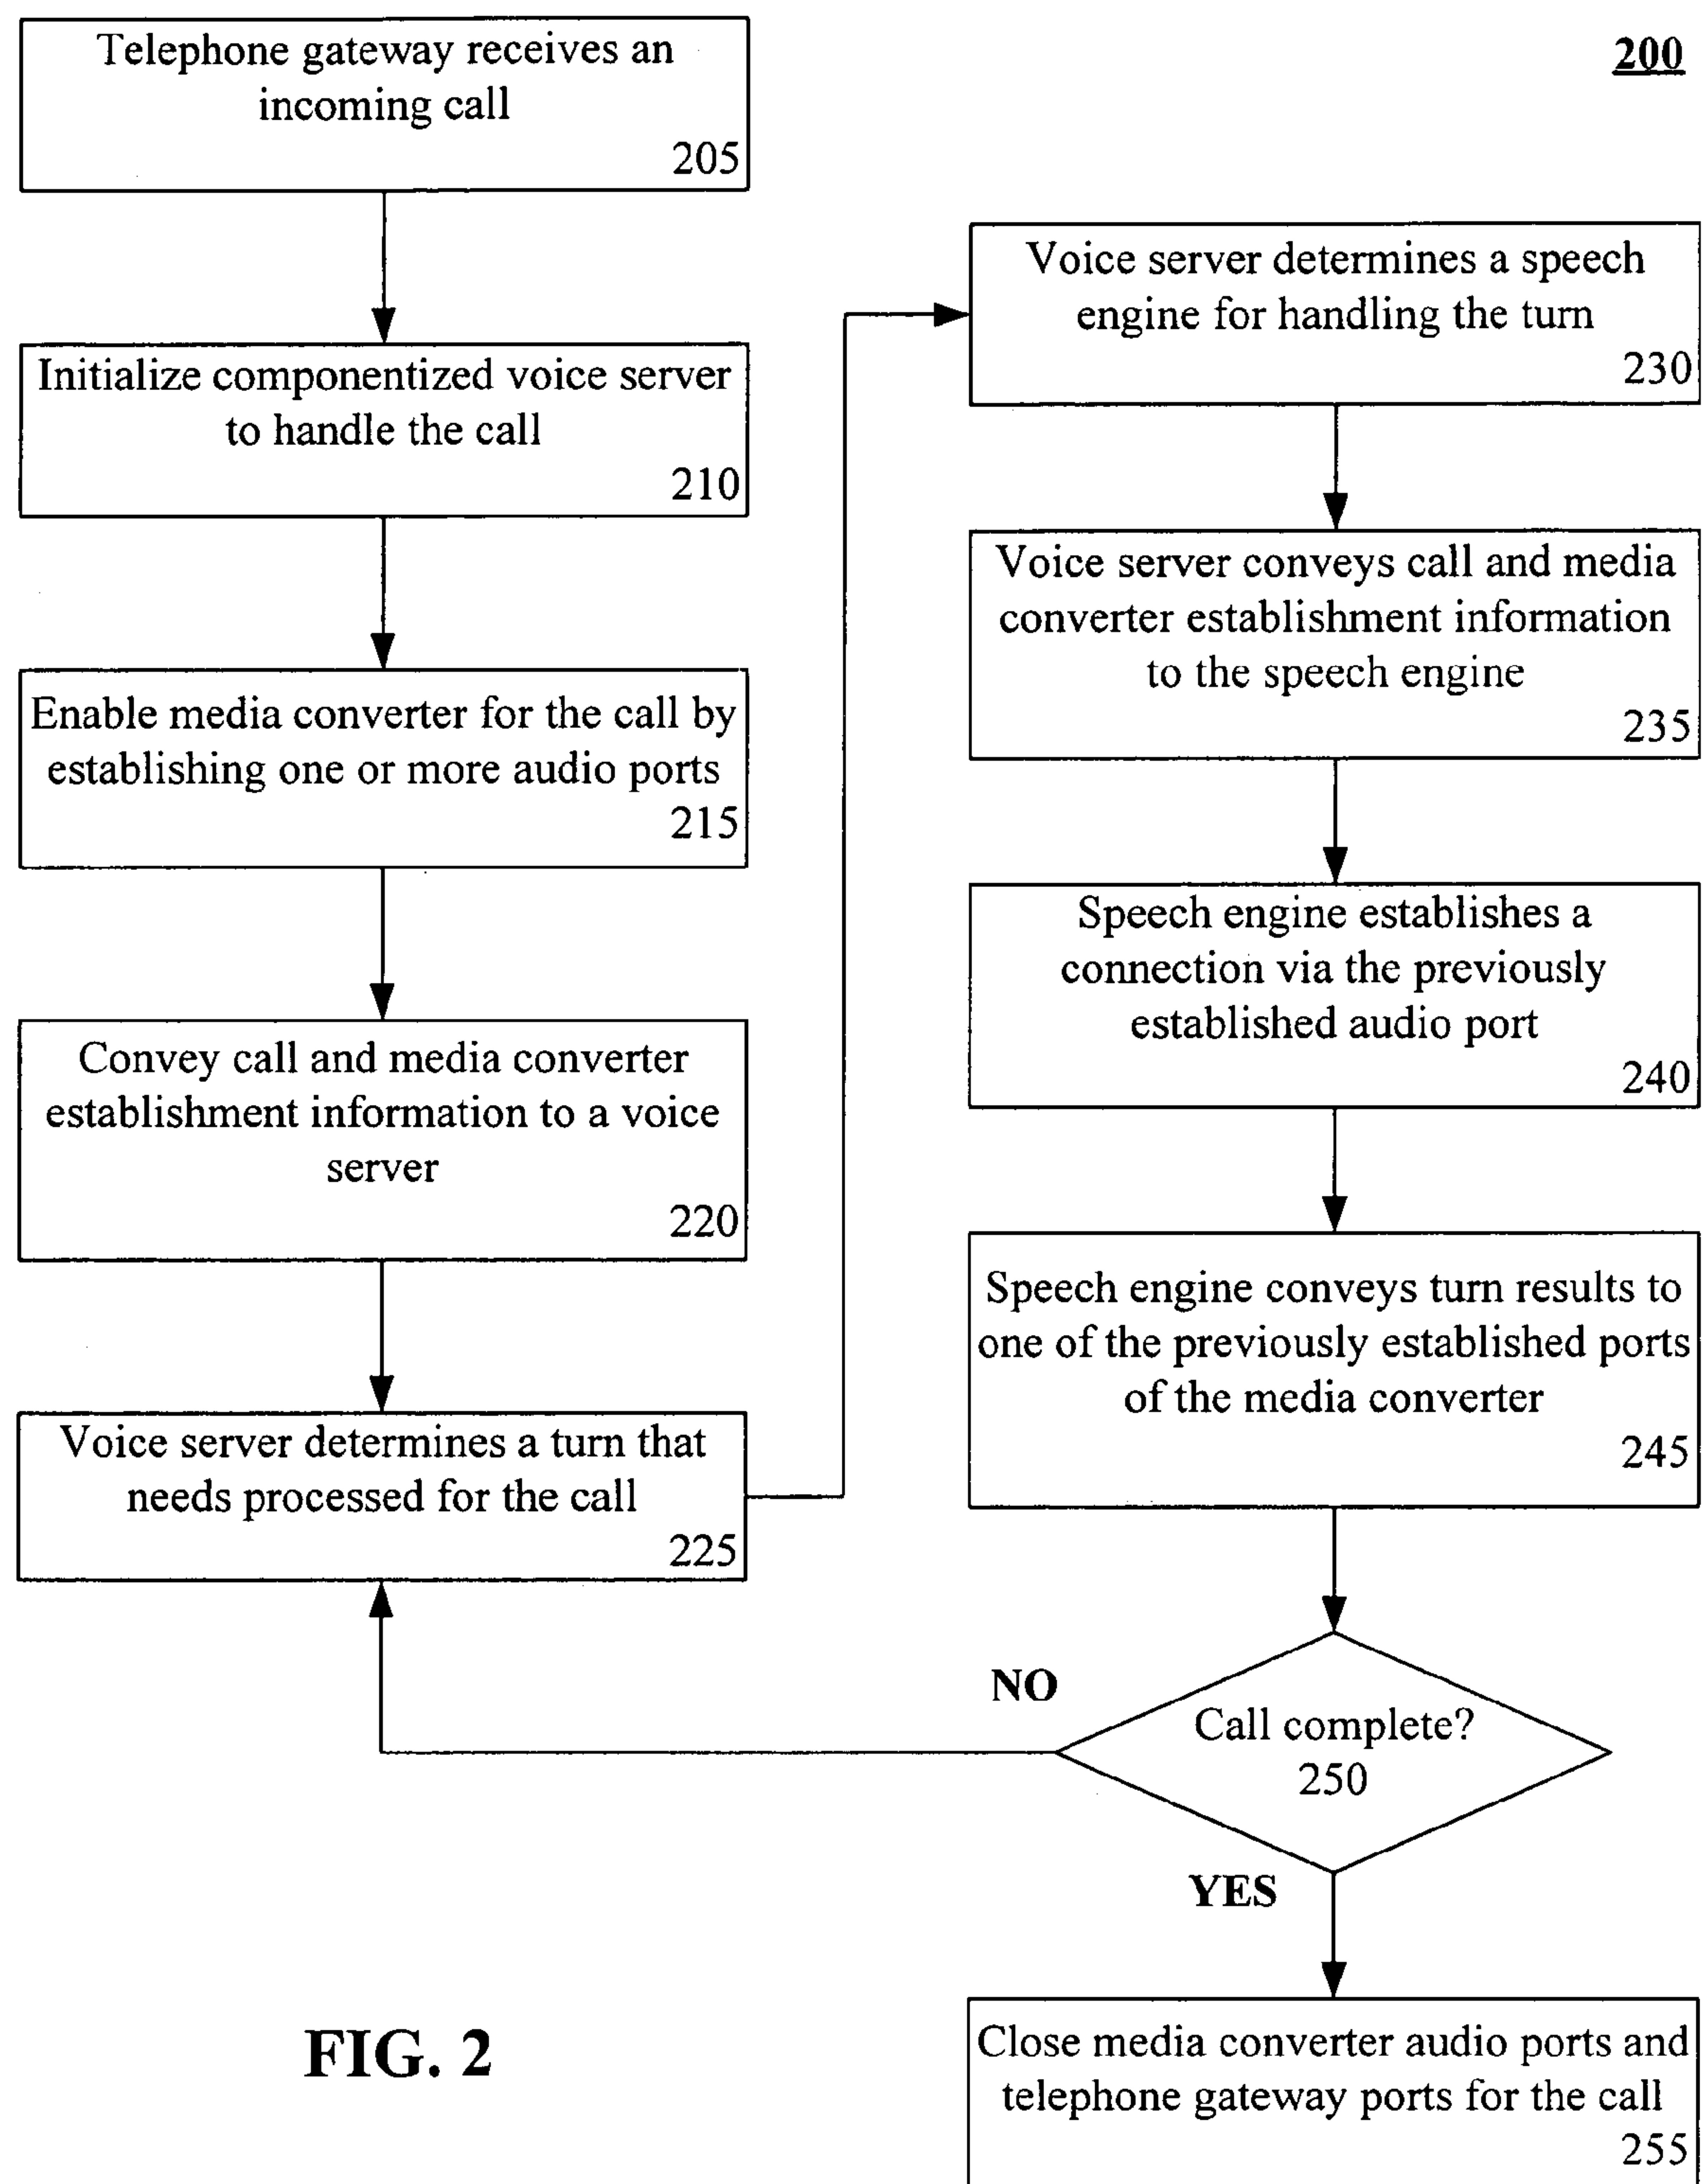 200
Telephone gateway receives an
incoming call
205
Initialize componentized voice server
to handle the call
210
Enable media converter for the call by
establishing one or more audio ports
215
Convey call and media converter
establishment information to a voice
server
220
Voice server determines a turn that
needs processed for the call
225
Voice server determines a speech
engine for handling the turn
230
Voice server conveys call and media
converter establishment information
to the speech engine
235
Speech engine establishes a
connection via the previously
established audio port
240
Speech engine conveys turn results to
one of the previously established ports
of the media converter
245
NO
Call complete?
250
YES
Close media converter audio ports and
telephone gateway ports for the call
255
FIG. 2